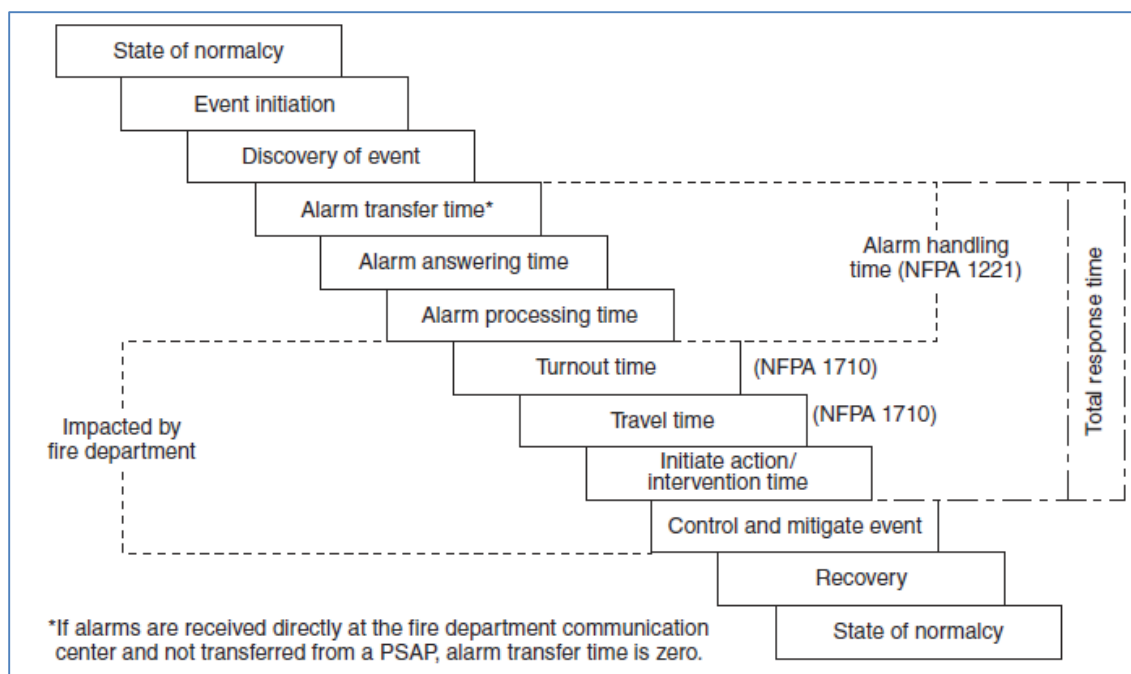 State of normalcy
Event initiation
Discovery of event
Alarm transfer time*
Alarm answering time
Alarm handling
time (NFPA 1221)
Alarm processing time
Turnout time
(NFPA 1710)
Travel time
(NFPA 1710)
Total response time
Impacted by
fire department
Initiate action/
intervention time
Control and mitigate event
Recovery
State of normalcy
*If alarms are received directly at the fire department communication
center and not transferred from a PSAP, alarm transfer time is zero.